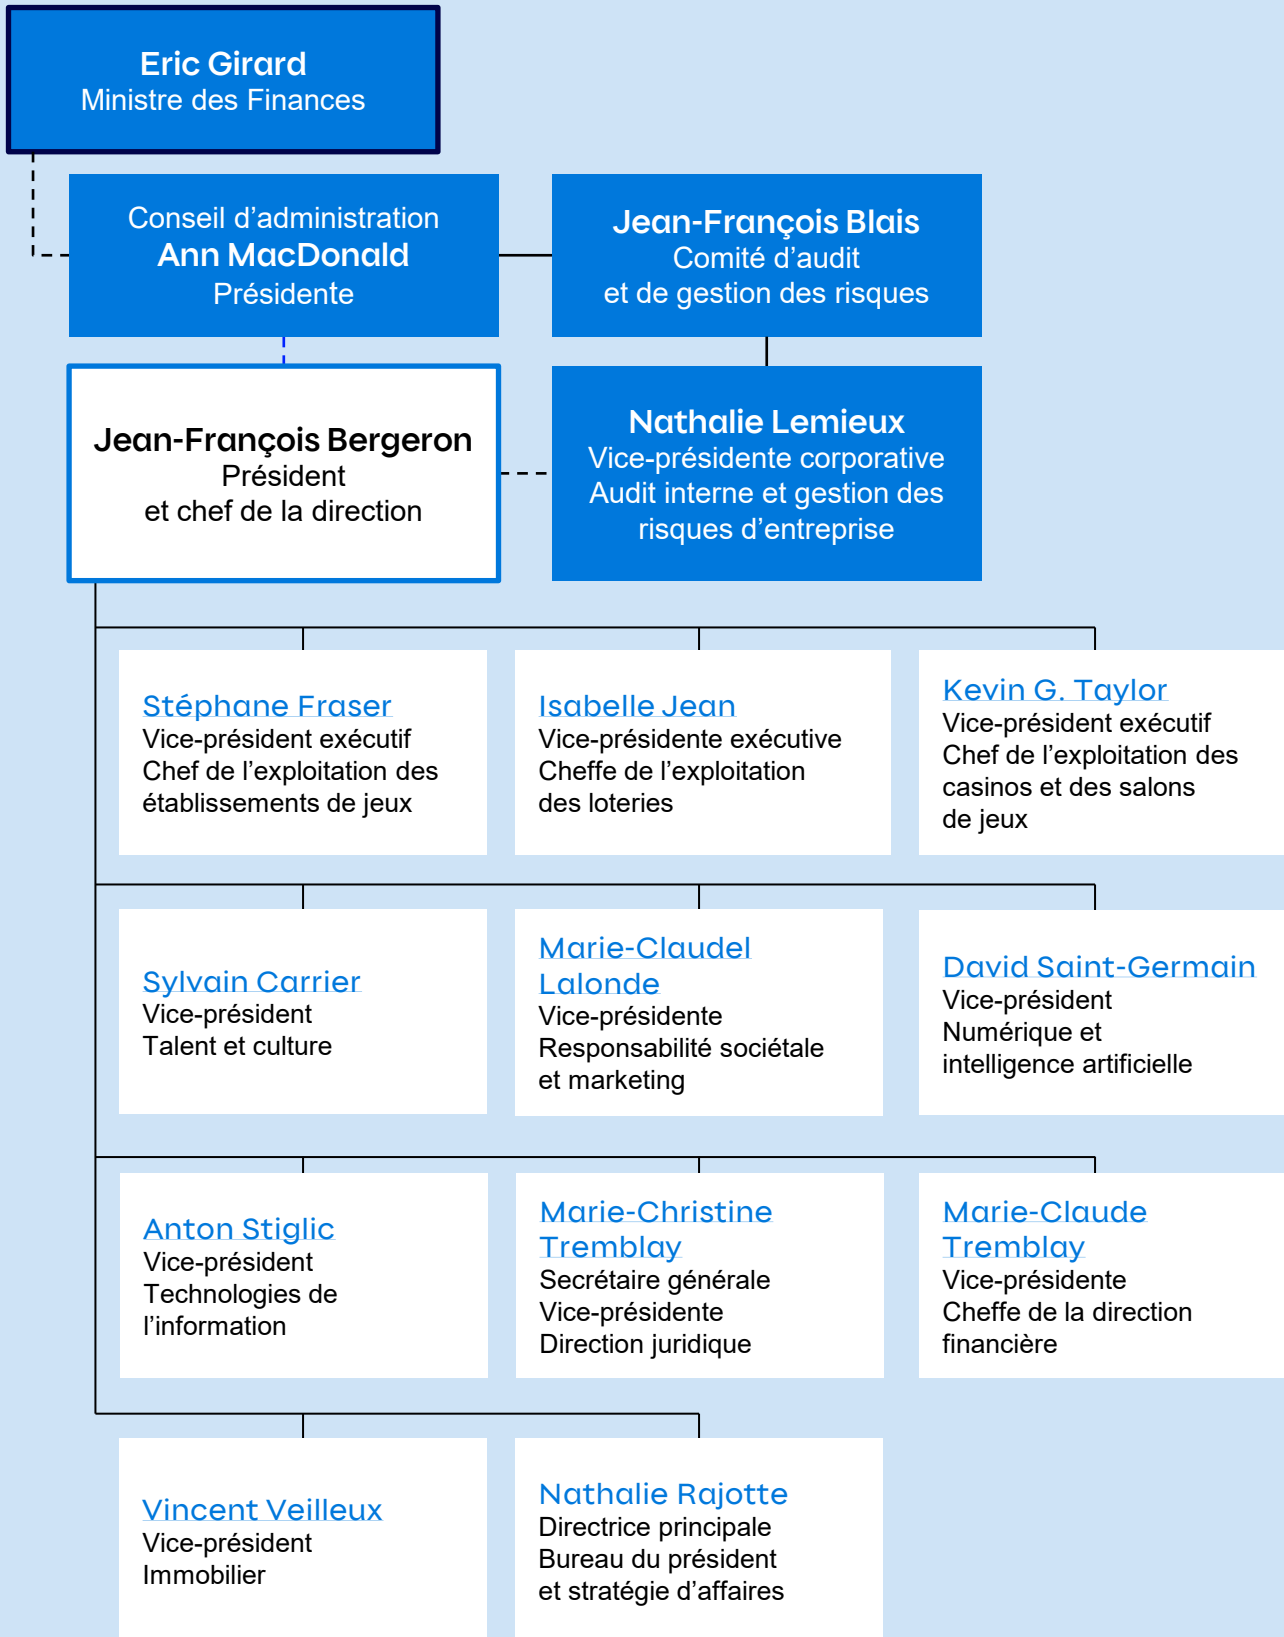 Eric Girard
Ministre des Finances
Conseil d’administration
Ann MacDonald
Présidente
Jean-François Blais
Comité d’audit
et de gestion des risques
Jean-François Bergeron
Président
et chef de la direction
Nathalie Lemieux
Vice-présidente corporative
Audit interne et gestion des
risques d’entreprise
Stéphane Fraser
Vice-président exécutif
Chef de l’exploitation des
établissements de jeux
Isabelle Jean
Vice-présidente exécutive
Cheffe de l’exploitation
des loteries
Kevin G. Taylor
Vice-président exécutif
Chef de l’exploitation des
casinos et des salons
de jeux
Sylvain Carrier
Vice-président
Talent et culture
Marie-Claudel
Lalonde
Vice-présidente
Responsabilité sociétale
et marketing
David Saint-Germain
Vice-président
Numérique et
intelligence artificielle
Anton Stiglic
Vice-président
Technologies de
l’information
Marie-Christine
Tremblay
Secrétaire générale
Vice-présidente
Direction juridique
Marie-Claude
Tremblay
Vice-présidente
Cheffe de la direction
financière
Vincent Veilleux
Vice-président
Immobilier
Nathalie Rajotte
Directrice principale
Bureau du président
et stratégie d’affaires